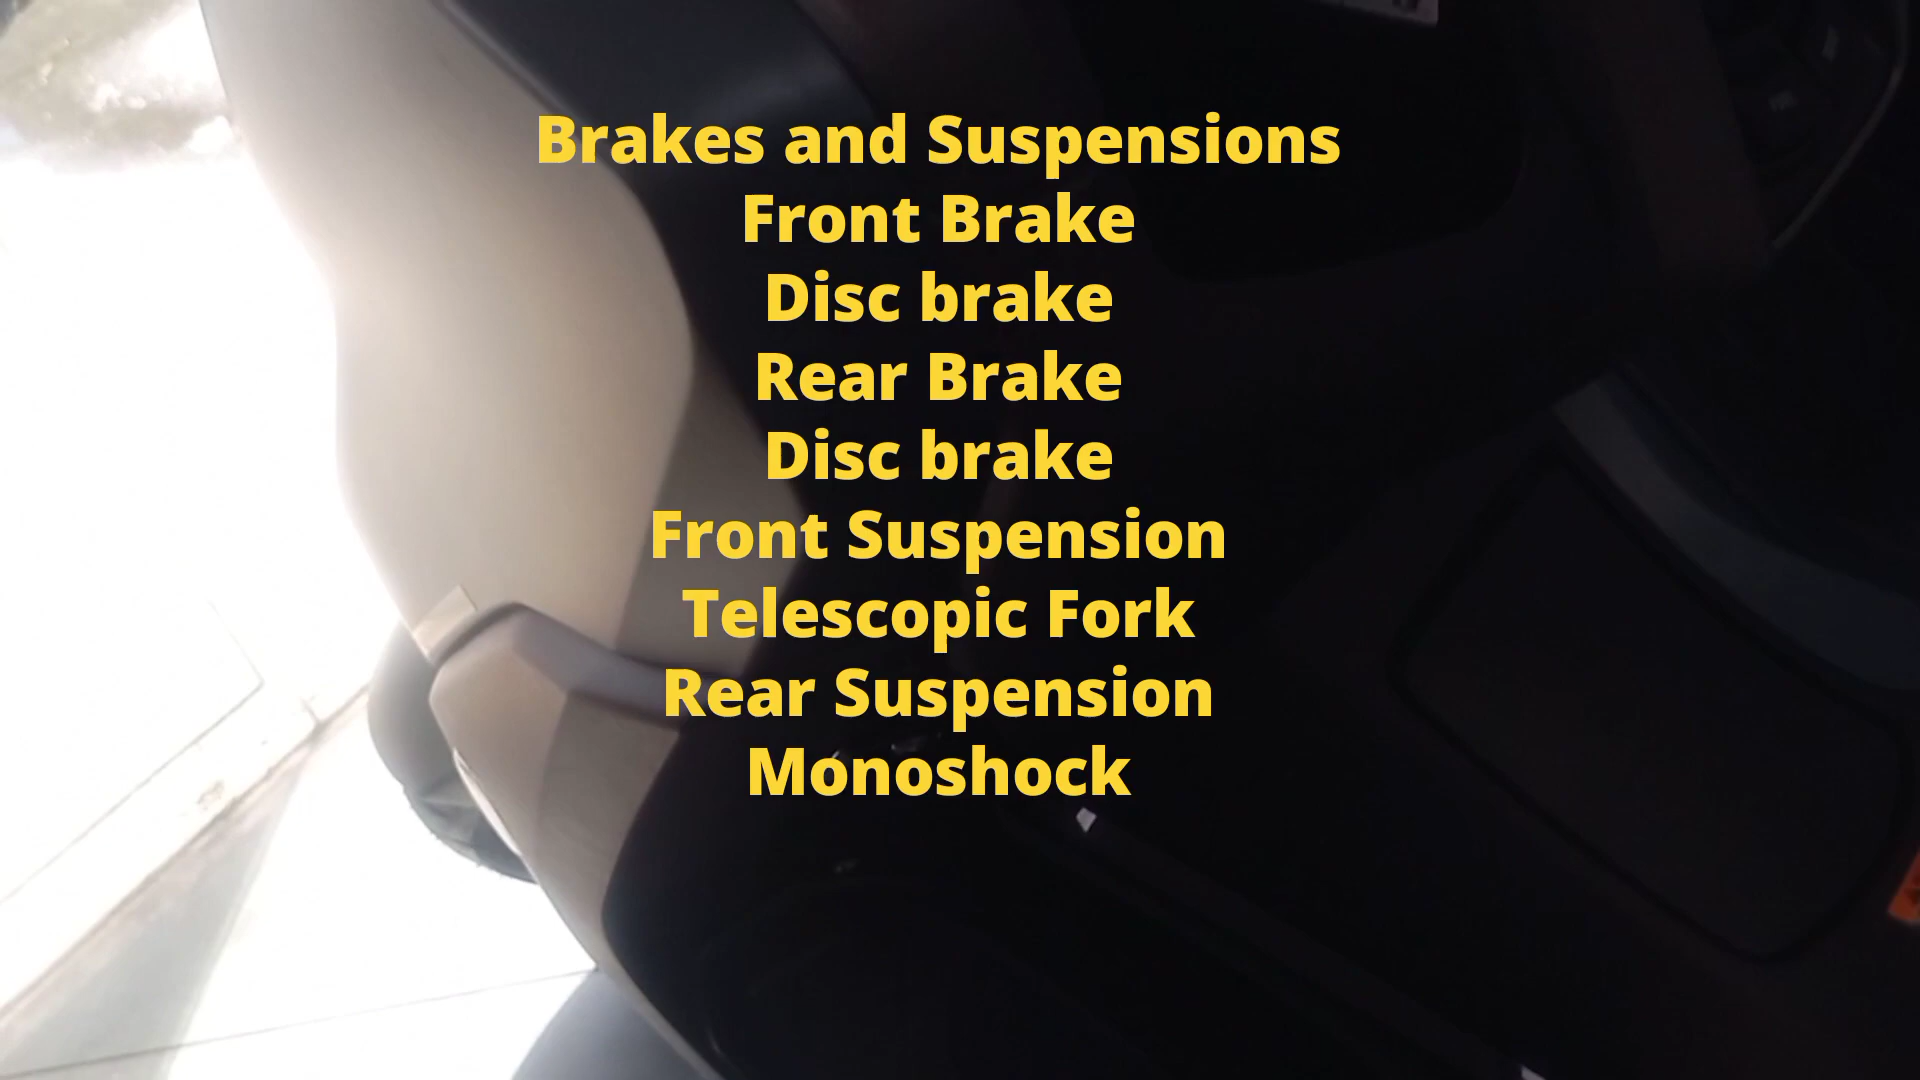 Brakes and Suspensions
Front Brake
Disc brake
Rear Brake
Disc brake
Front Suspension
Telescopic Fork
Rear Suspension
Monoshock